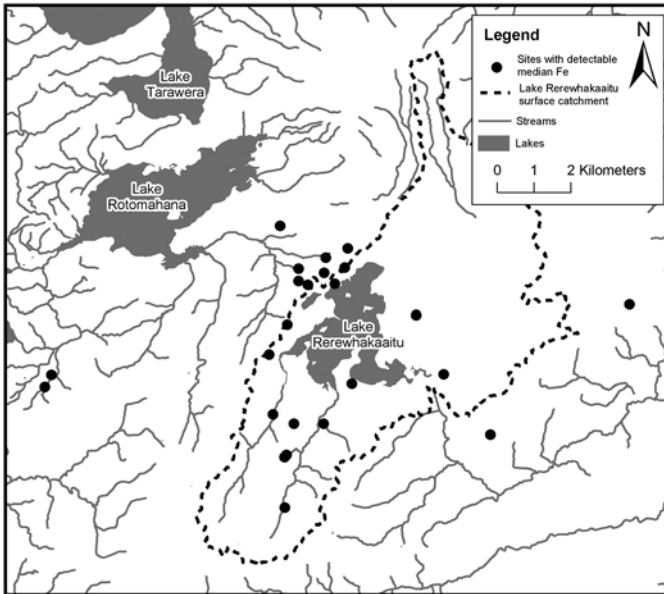 Lake
Tarawera
Lake
Rotomahana
Lake
Rerewhakaaitu
Legend
Sites with detectable
median Fe
Lake Rerewhakaaitu
surface catchment
Streams
Lakes
0 1 2 Kilometers
N